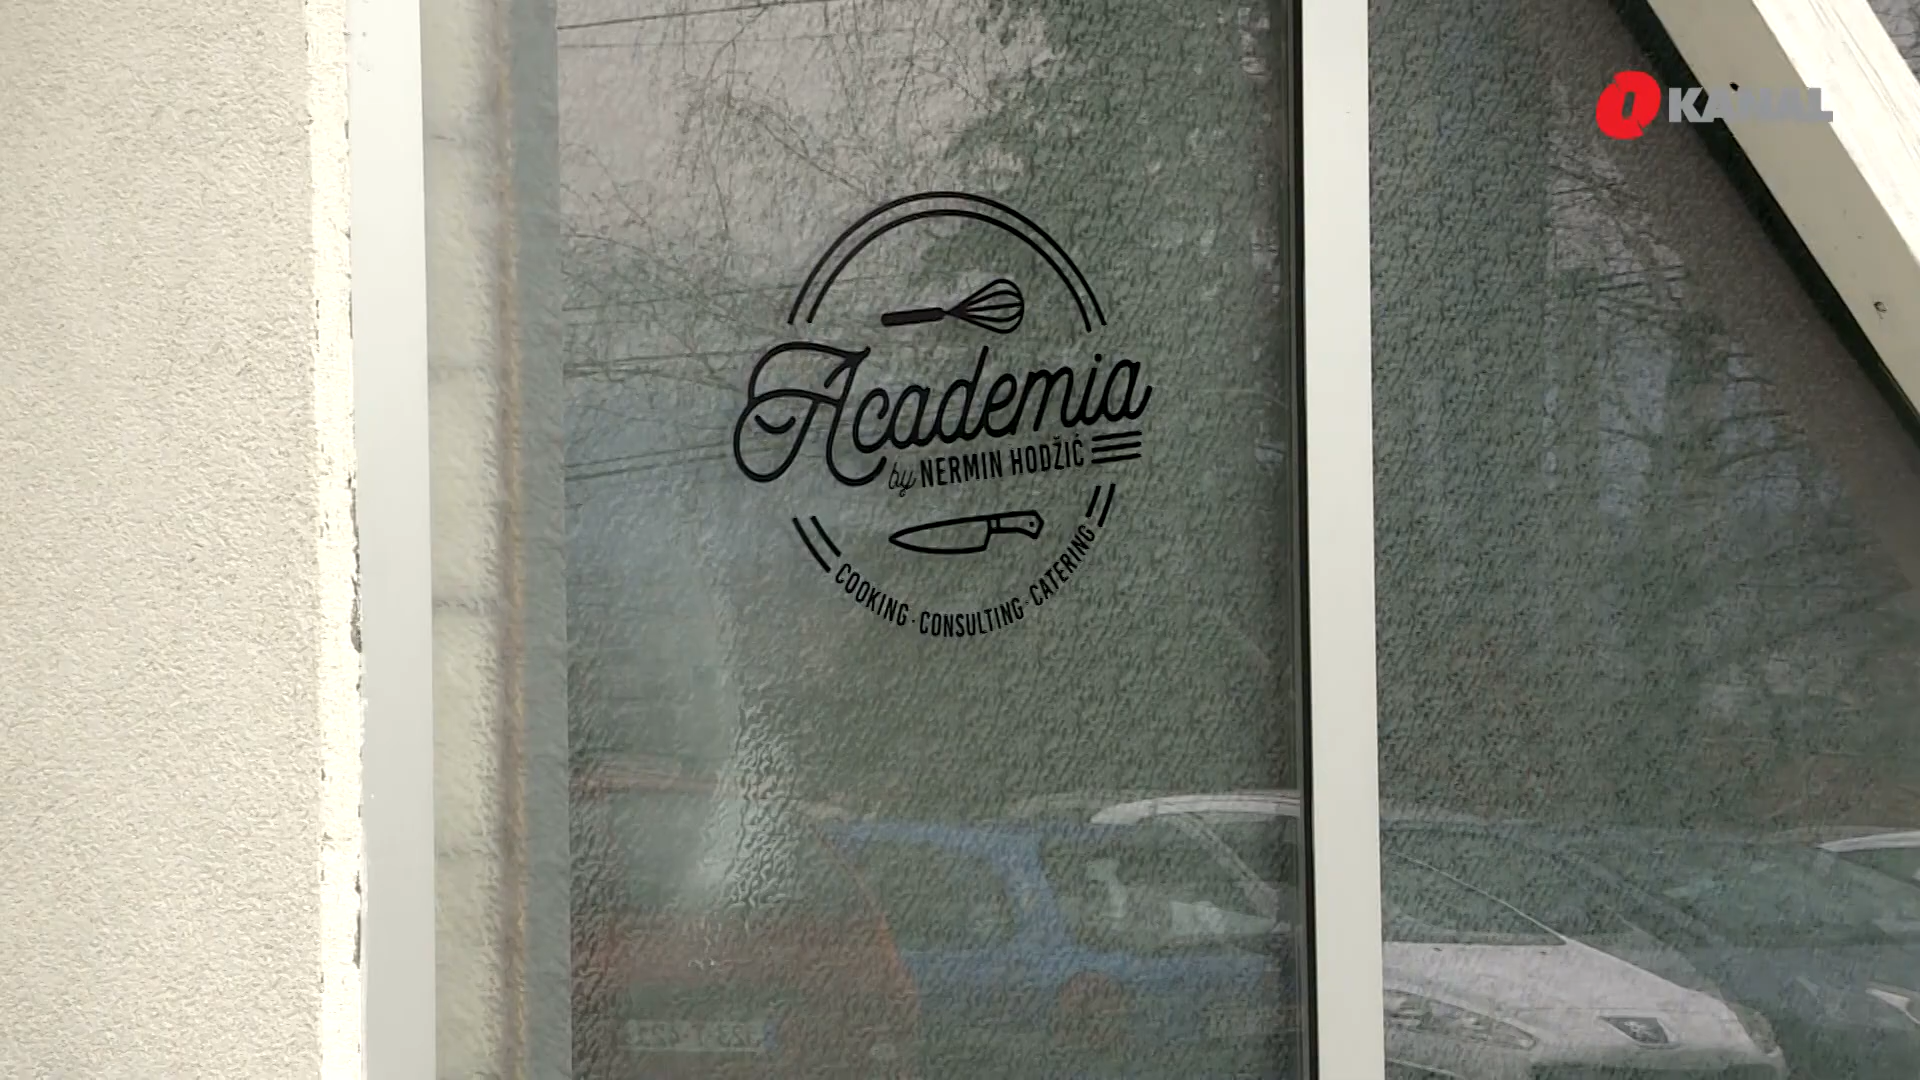 O KANAL
Academia
by NERMIN HODŽIĆ
COOKING · CONSULTING · CATERING